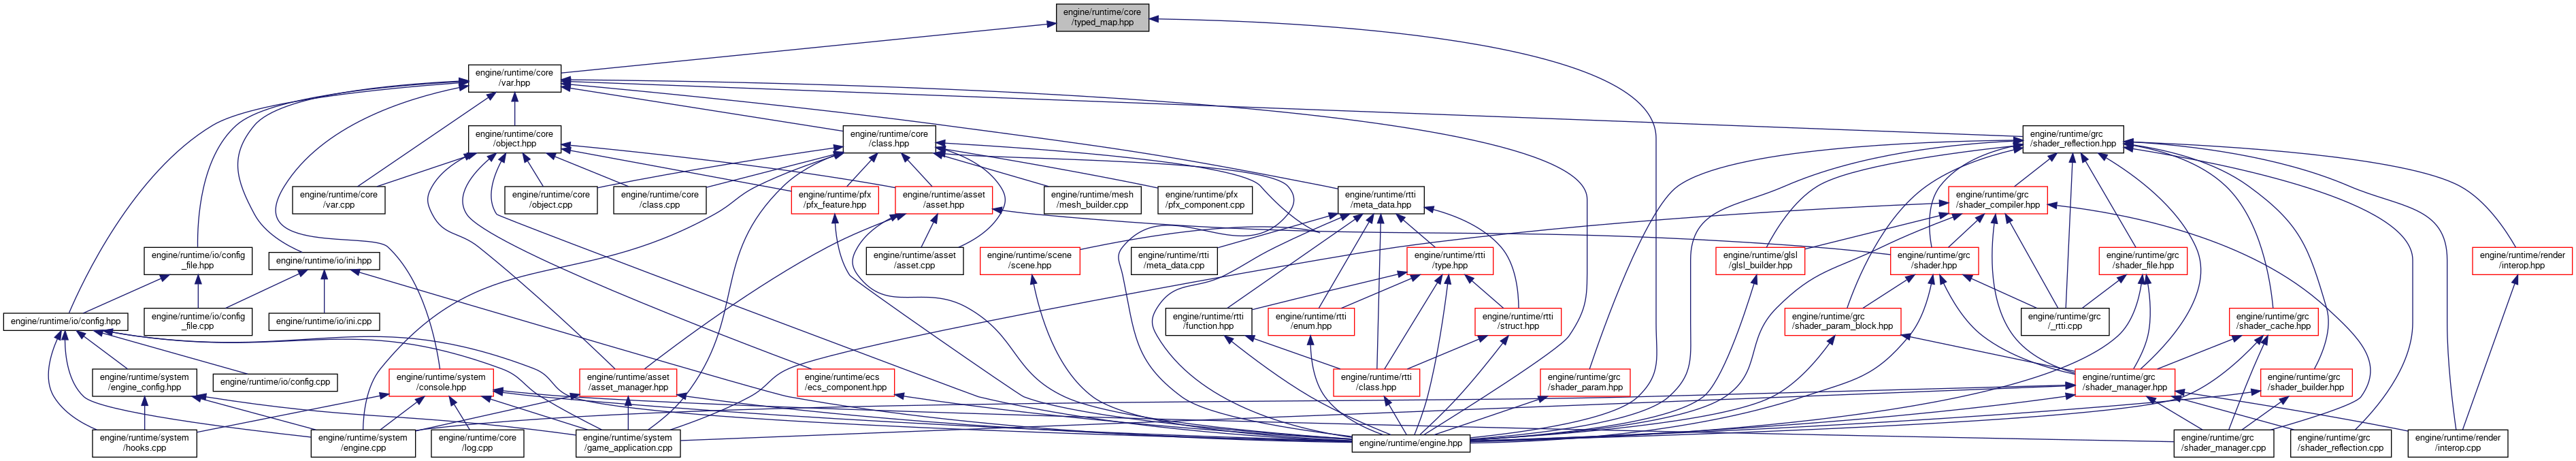 engine/runtime/core
/typed_map.hpp
engine/runtime/core
/var.hpp
engine/runtime/core
/object.hpp
engine/runtime/core
/class.hpp
engine/runtime/grc
/shader_reflection.hpp
engine/runtime/core
/var.cpp
engine/runtime/core
/object.cpp
engine/runtime/core
/class.cpp
engine/runtime/pfx
/pfx_feature.hpp
engine/runtime/asset
/asset.hpp
engine/runtime/mesh
/mesh_builder.cpp
engine/runtime/pfx
/pfx_component.cpp
engine/runtime/rtti
/meta_data.hpp
engine/runtime/grc
/shader_compiler.hpp
engine/runtime/io/config
_file.hpp
engine/runtime/io/ini.hpp
engine/runtime/asset
/asset.cpp
engine/runtime/scene
/scene.hpp
engine/runtime/rtti
/meta_data.cpp
engine/runtime/rtti
/type.hpp
engine/runtime/glsl
/glsl_builder.hpp
engine/runtime/grc
/shader.hpp
engine/runtime/grc
/shader_file.hpp
engine/runtime/render
/interop.hpp
engine/runtime/io/config.hpp
engine/runtime/io/config
_file.cpp
engine/runtime/io/ini.cpp
engine/runtime/rtti
/function.hpp
engine/runtime/rtti
/enum.hpp
engine/runtime/rtti
/struct.hpp
engine/runtime/grc
/shader_param_block.hpp
engine/runtime/grc
/_rtti.cpp
engine/runtime/grc
/shader_cache.hpp
engine/runtime/system
/engine_config.hpp
engine/runtime/io/config.cpp
engine/runtime/system
/console.hpp
engine/runtime/asset
/asset_manager.hpp
engine/runtime/ecs
/ecs_component.hpp
engine/runtime/rtti
/class.hpp
engine/runtime/grc
/shader_param.hpp
engine/runtime/grc
/shader_manager.hpp
engine/runtime/grc
/shader_builder.hpp
engine/runtime/system
/hooks.cpp
engine/runtime/system
/engine.cpp
engine/runtime/core
/log.cpp
engine/runtime/system
/game_application.cpp
engine/runtime/engine.hpp
engine/runtime/grc
/shader_manager.cpp
engine/runtime/grc
/shader_reflection.cpp
engine/runtime/render
/interop.cpp